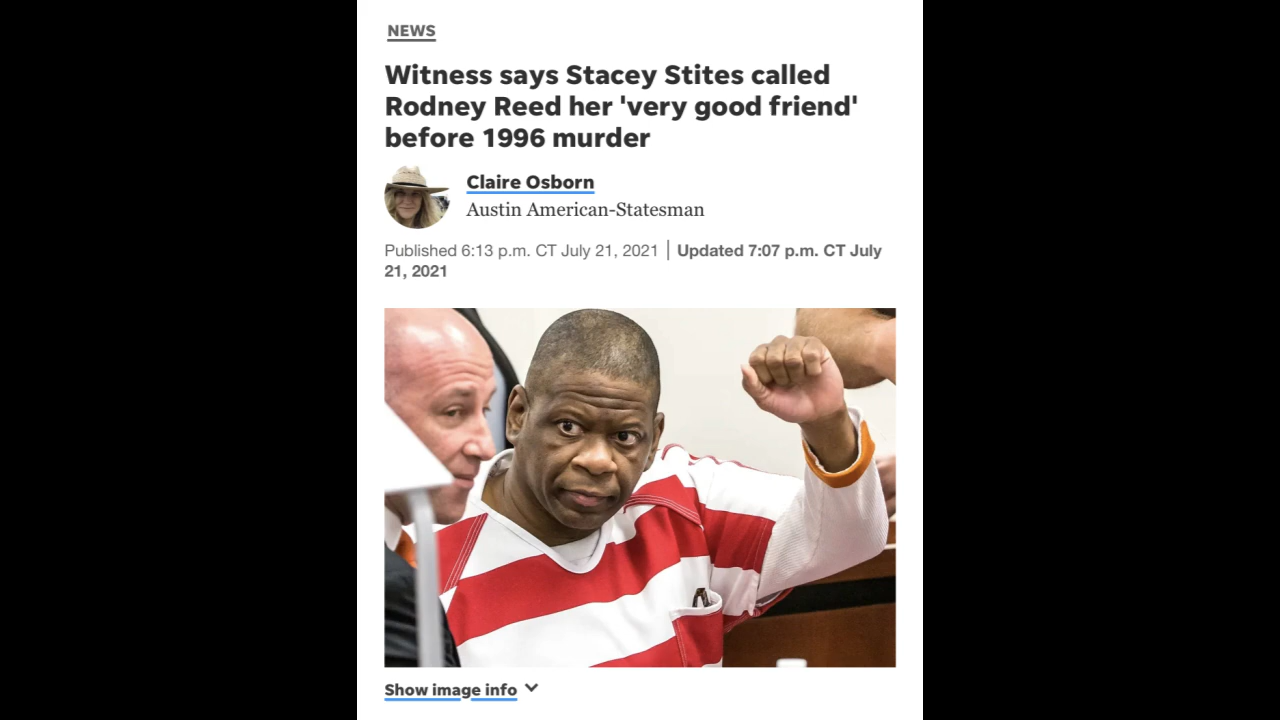 NEWS
Witness says Stacey Stites called
Rodney Reed her 'very good friend'
before 1996 murder
Claire Osborn
Austin American-Statesman
Published 6:13 p.m. CT July 21, 2021 | Updated 7:07 p.m. CT July
21, 2021
Show image info